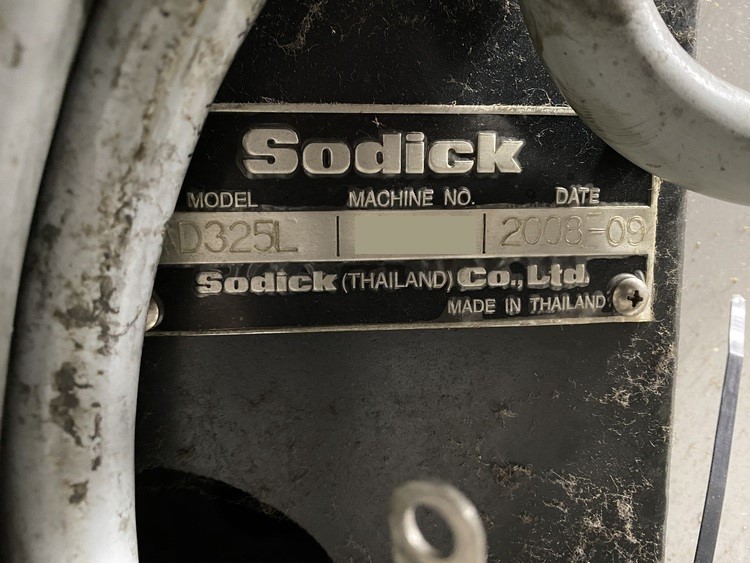 Sodick
MODEL MACHINE NO. DATE
D325L 2008-09
Sodick (THAILAND) Co., Ltd.
MADE IN THAILAND